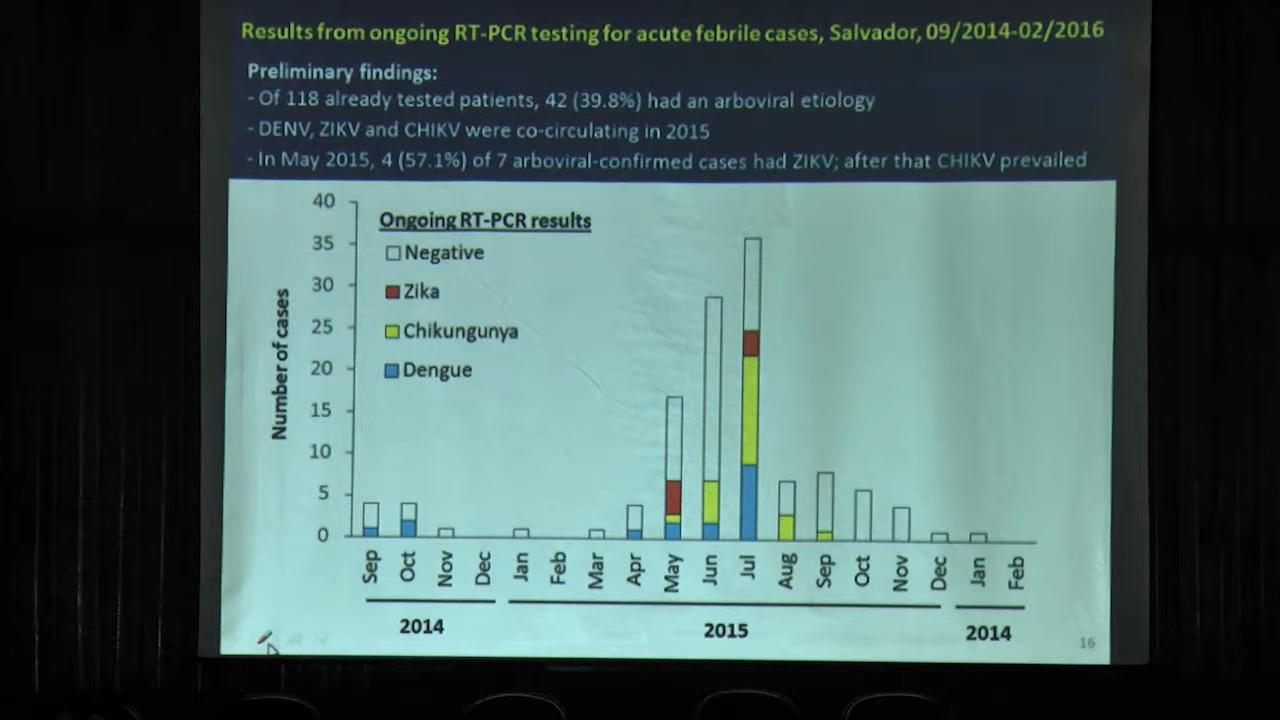 Results from ongoing RT-PCR testing for acute febrile cases, Salvador, 09/2014-02/2016
Preliminary findings:
- Of 118 already tested patients, 42 (39.8%) had an arboviral etiology
- DENV, ZIKV and CHIKV were co-circulating in 2015
- In May 2015, 4 (57.1%) of 7 arboviral-confirmed cases had ZIKV; after that CHIKV prevailed
Number of cases
40
35
30
25
20
15
10
5
0
Ongoing RT-PCR results
Negative
Zika
Chikungunya
Dengue
Sep Oct Nov Dec Jan Feb Mar Apr May Jun Jul Aug Sep Oct Nov Dec Jan Feb
2014 2015 2014
16